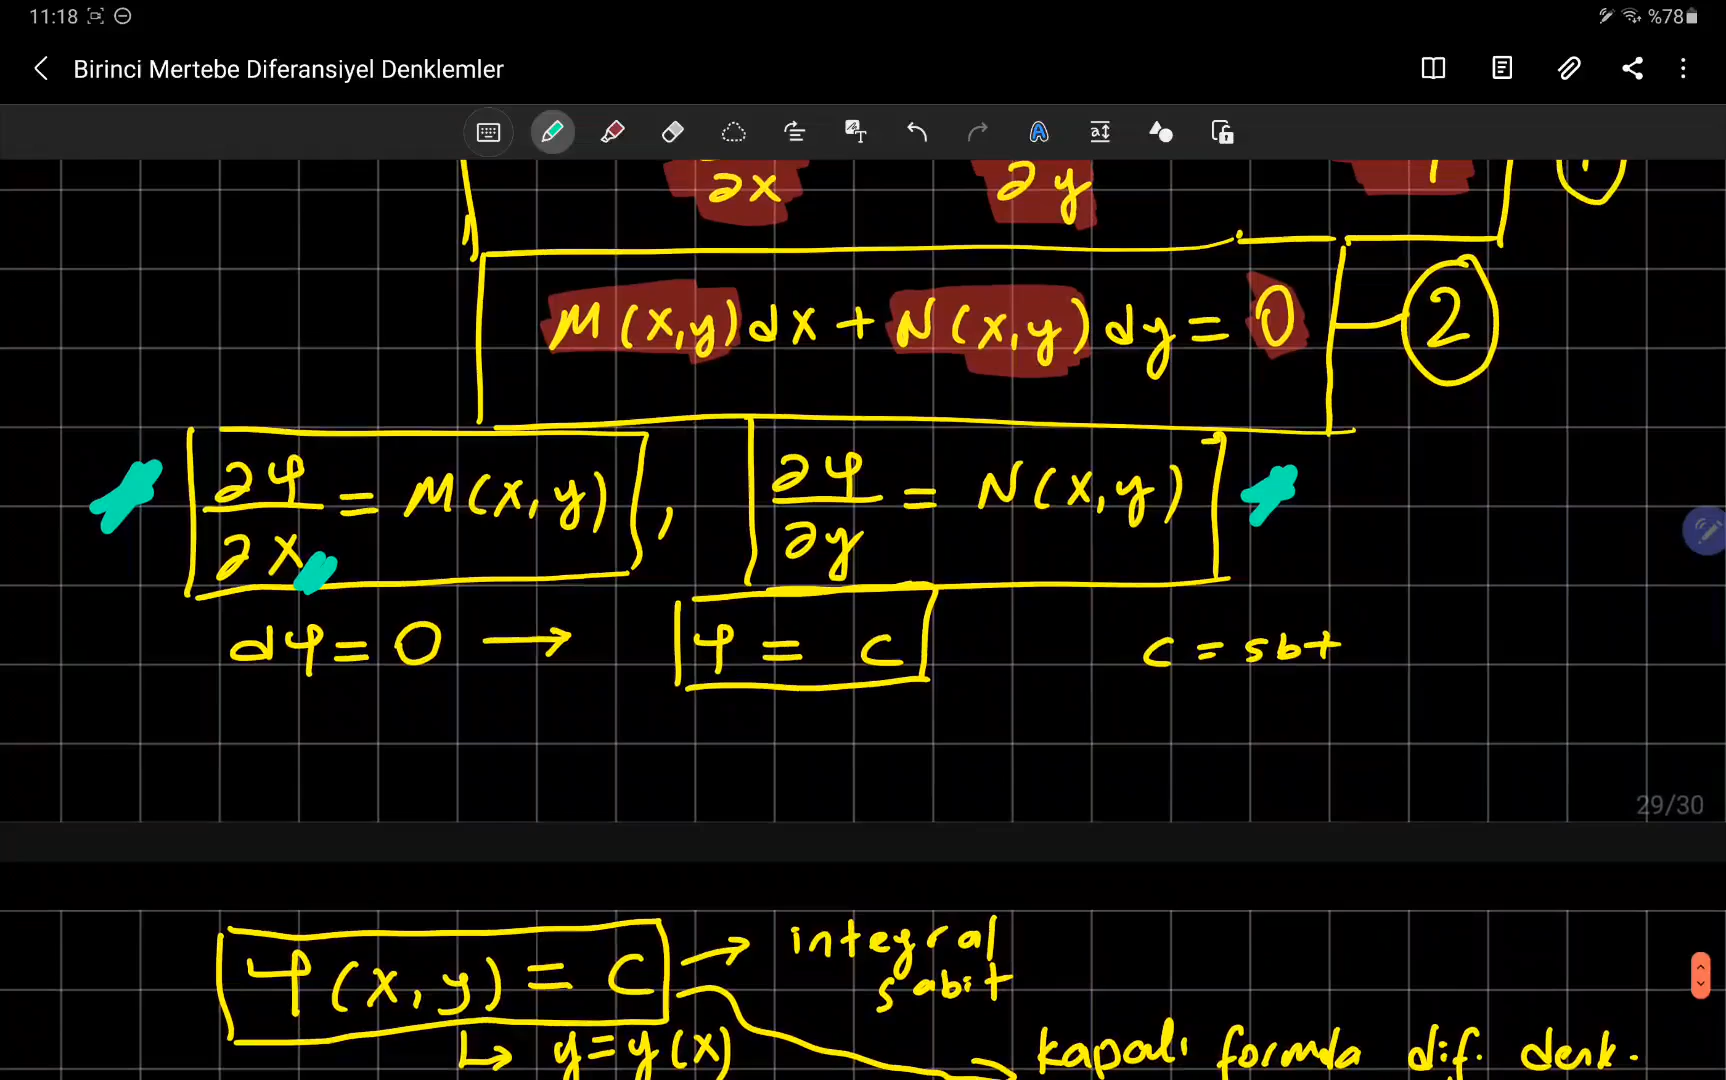 11:18
%78
Birinci Mertebe Diferansiyel Denklemler
∂x ∂y
M(x,y)dx + N(x,y)dy = 0 2
∂φ/∂x = M(x,y) , ∂φ/∂y = N(x,y)
dφ = 0 → φ = c c = sbt
29/30
φ(x,y) = C → integral sabit
↳ y = y(x)
kapalı formda dif. denk.